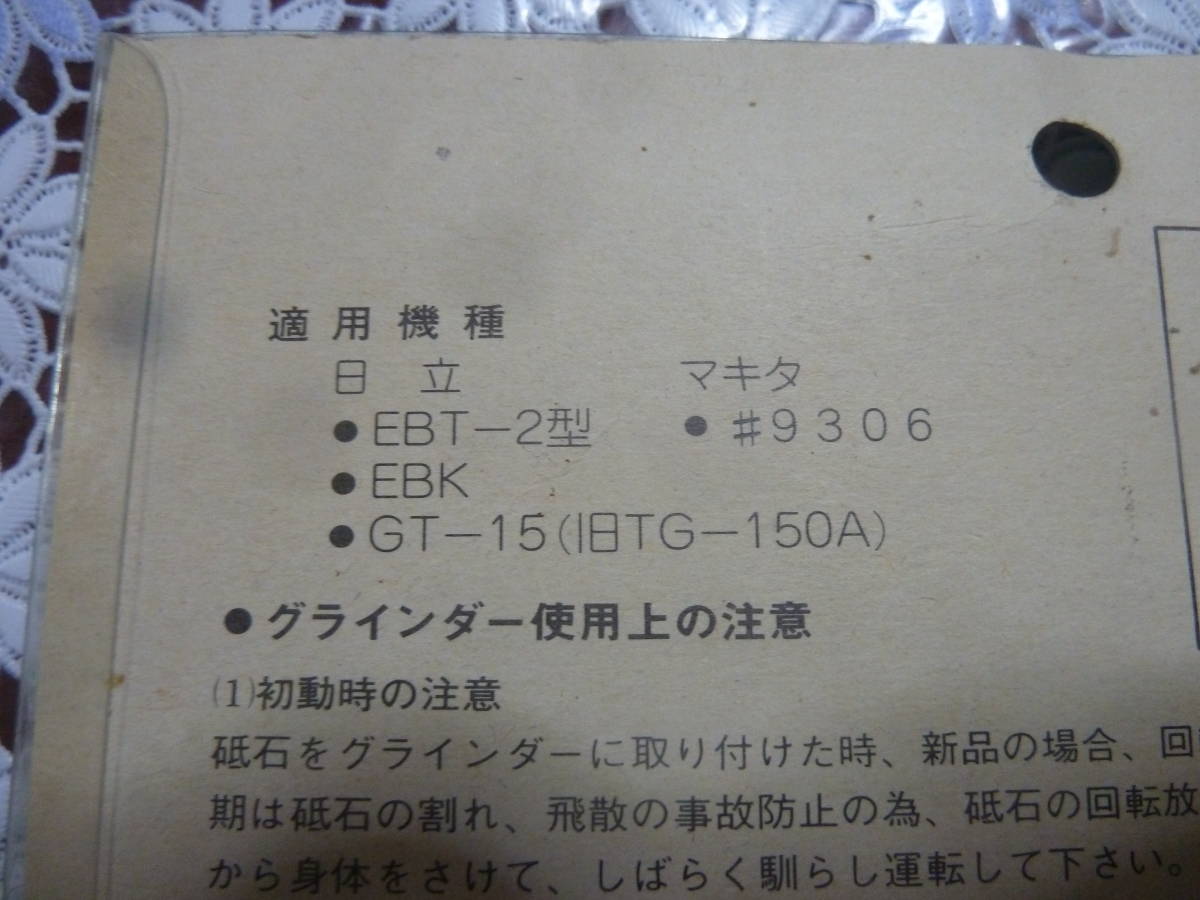 適用機種
日 立 マキタ
●EBT－2型 ●♯9306
●EBK
●GT－15(旧TG－150A)
●グラインダー使用上の注意
(1)初動時の注意
砥石をグラインダーに取り付けた時、新品の場合、回
期は砥石の割れ、飛散の事故防止の為、砥石の回転放
から身体をさけて、しばらく馴らし運転して下さい。